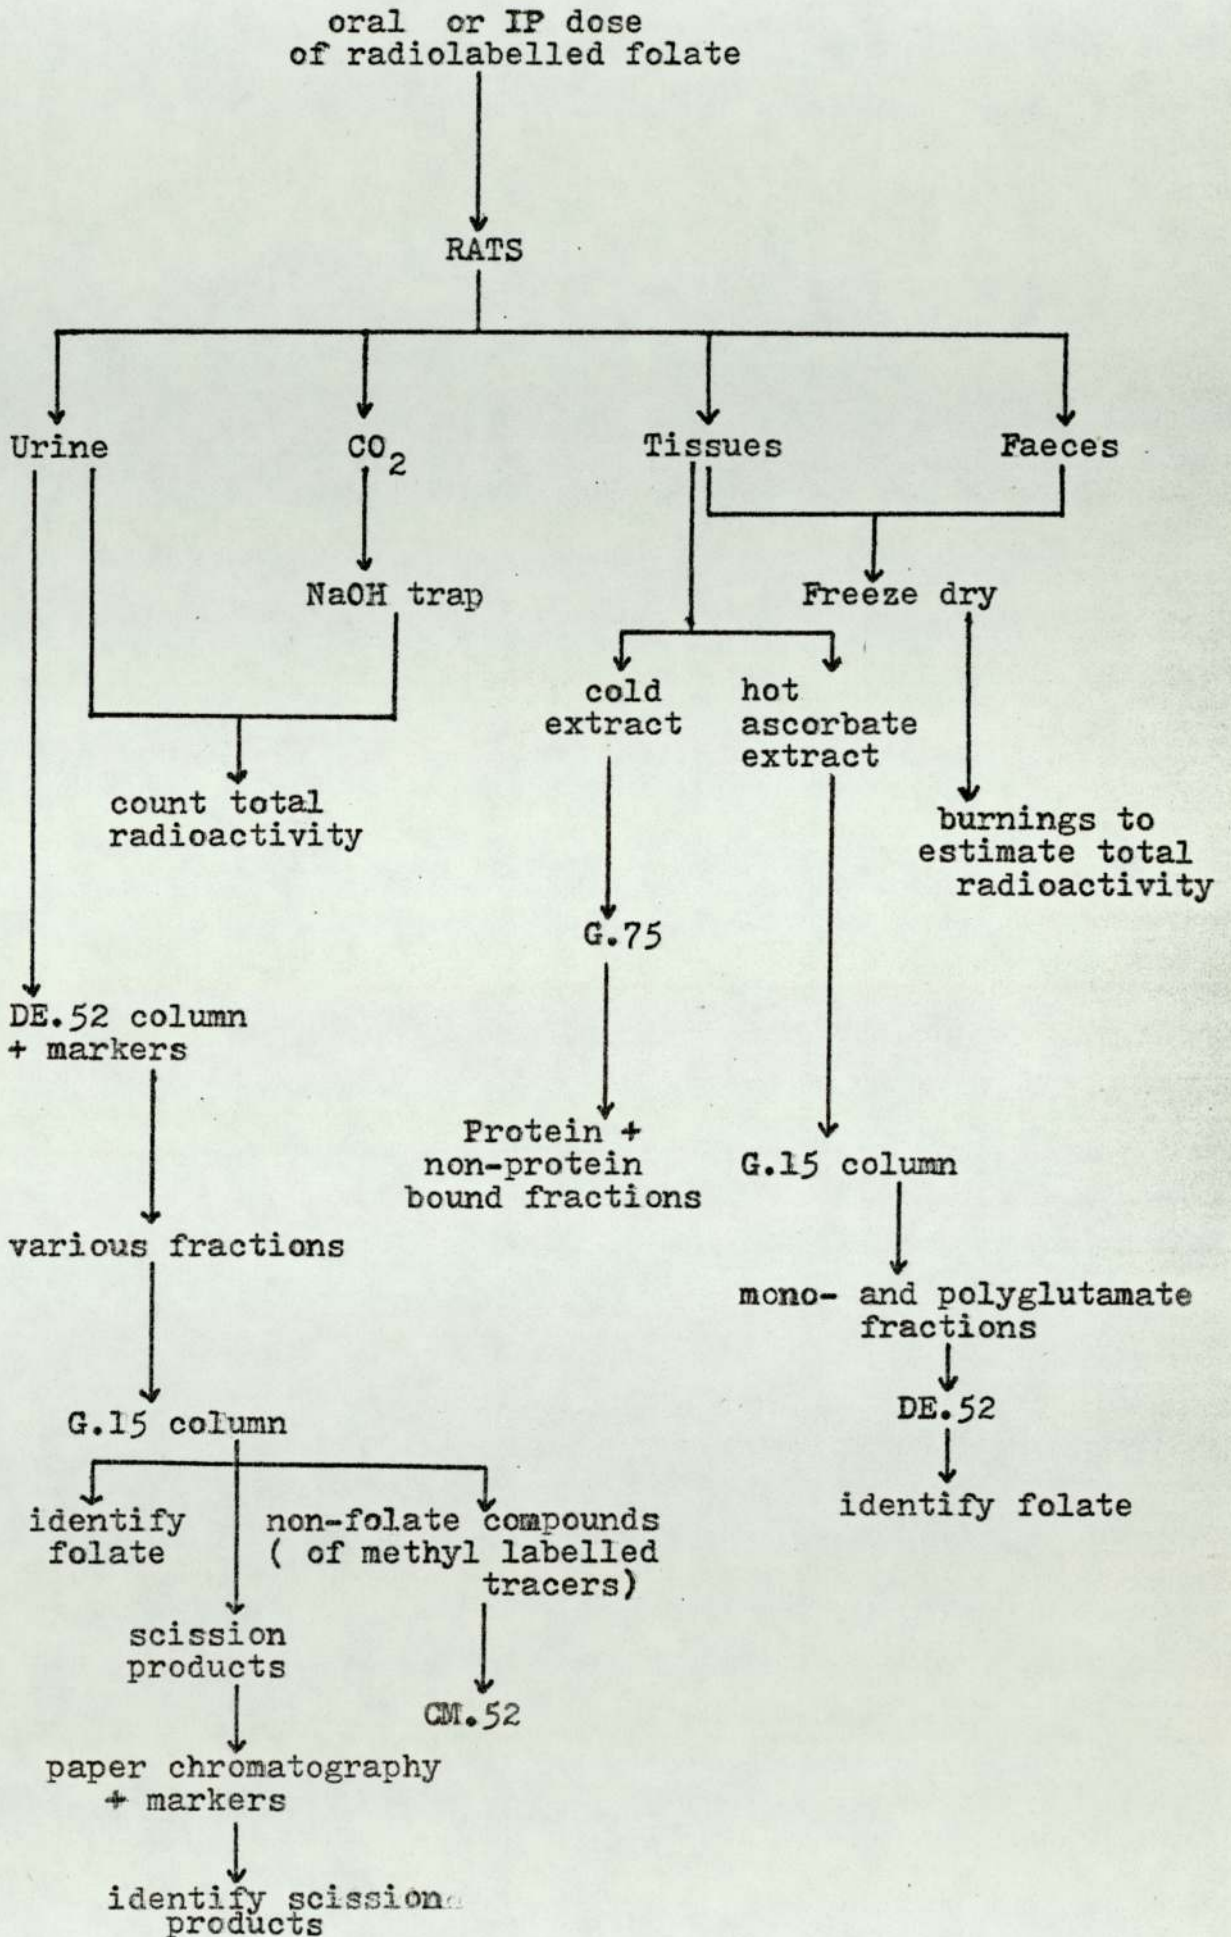 oral or IP dose
of radiolabelled folate
RATS
Urine
CO2
Tissues
Faeces
NaOH trap
Freeze dry
cold
extract
hot
ascorbate
extract
count total
radioactivity
burnings to
estimate total
radioactivity
G.75
DE.52 column
+ markers
Protein +
non-protein
bound fractions
G.15 column
various fractions
mono- and polyglutamate
fractions
DE.52
identify folate
G.15 column
identify
folate
non-folate compounds
( of methyl labelled
tracers)
scission
products
CM.52
paper chromatography
+ markers
identify scission
products